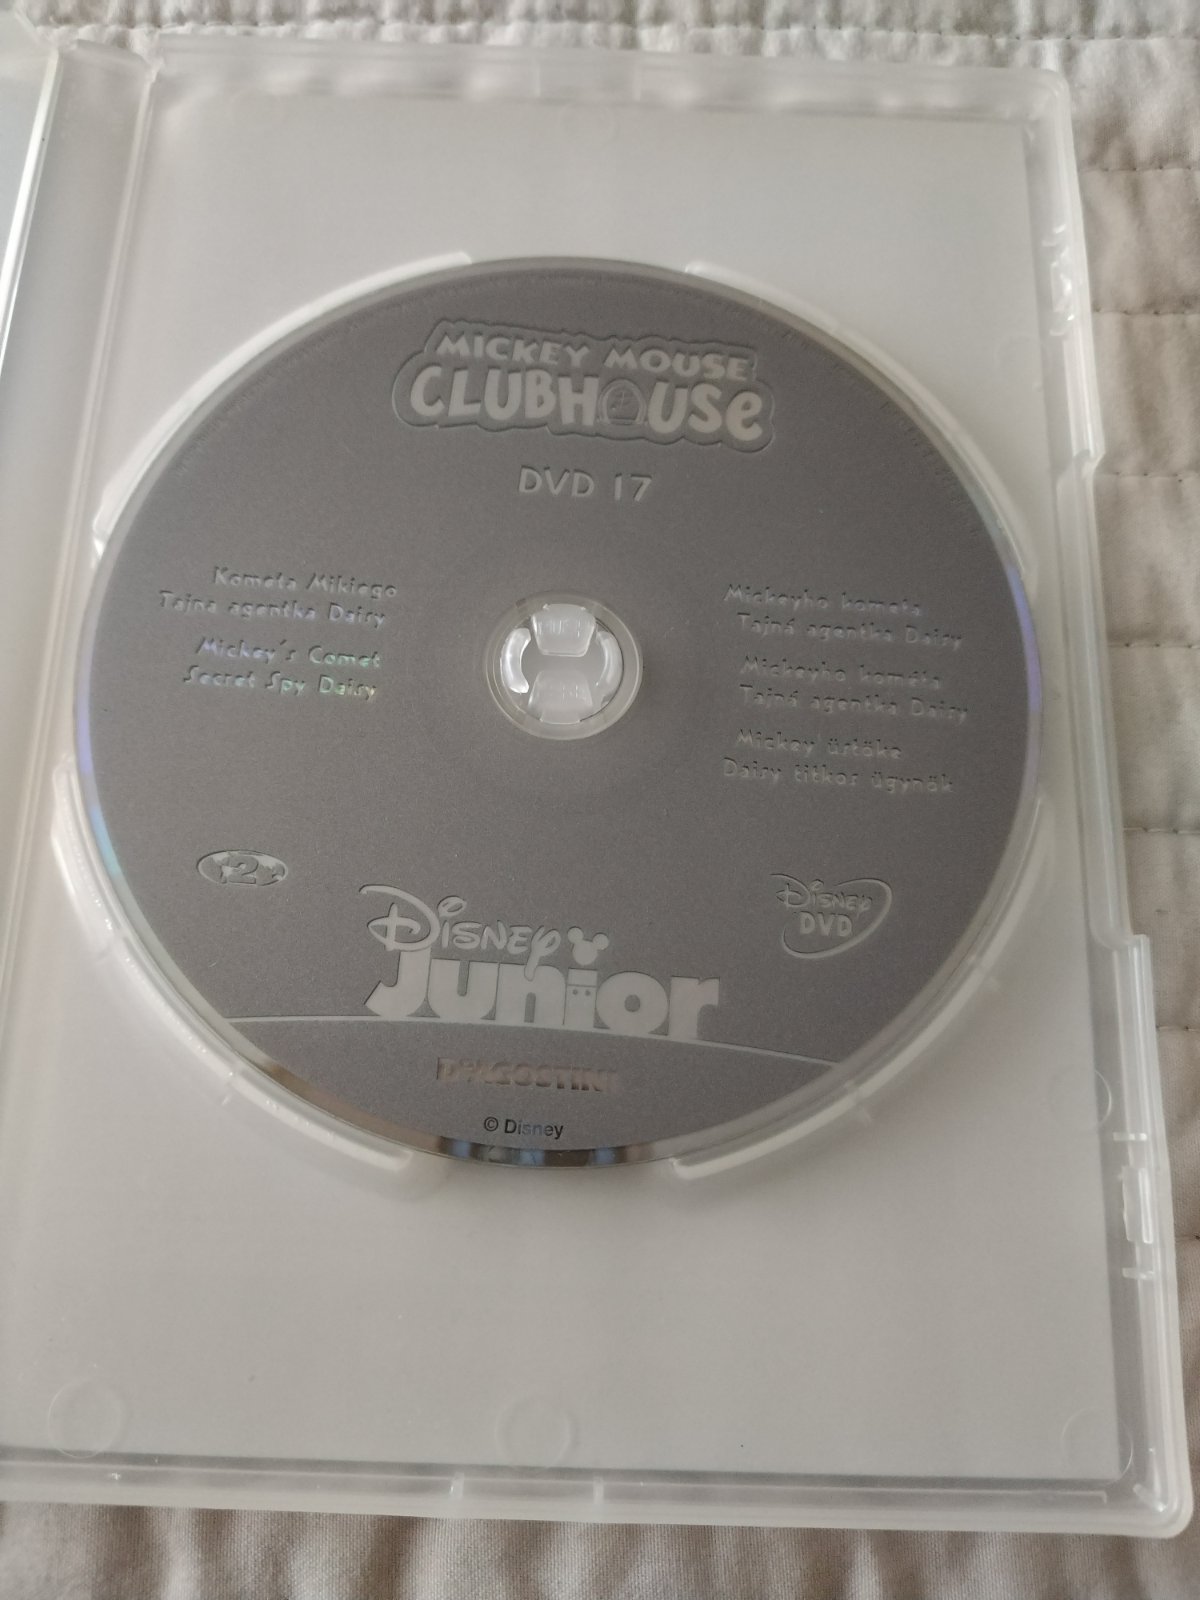 MICKEY MOUSE
CLUBHOUSE
DVD 17
Kometa Mikiego
Tajna agentka Daisy
Mickey's Comet
Secret Spy Daisy
Mickeyho kometa
Tajná agentka Daisy
Mickeyho kométa
Tajná agentka Daisy
Mickey üstöke
Daisy titkos ügynök
2
DISNEY
DVD
DISNEY
Junior
DEAGOSTINI
© Disney